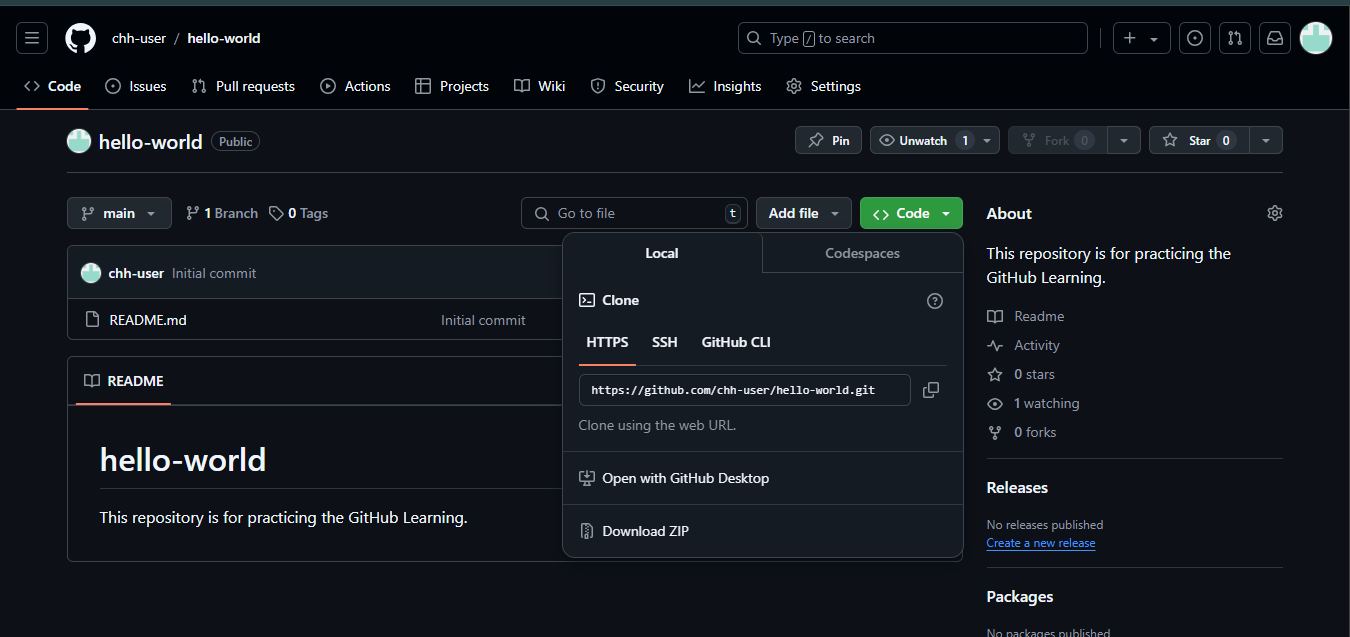 chh-user / hello-world
Type / to search
Code Issues Pull requests Actions Projects Wiki Security Insights Settings
hello-world Public
Pin Unwatch 1 Fork 0 Star 0
main 1 Branch 0 Tags Go to file t Add file Code
Local Codespaces
chh-user Initial commit
Clone
README.md Initial commit
HTTPS SSH GitHub CLI
https://github.com/chh-user/hello-world.git
Clone using the web URL.
Open with GitHub Desktop
Download ZIP
README
hello-world
This repository is for practicing the GitHub Learning.
About
This repository is for practicing the
GitHub Learning.
Readme
Activity
0 stars
1 watching
0 forks
Releases
No releases published
Create a new release
Packages
No packages published